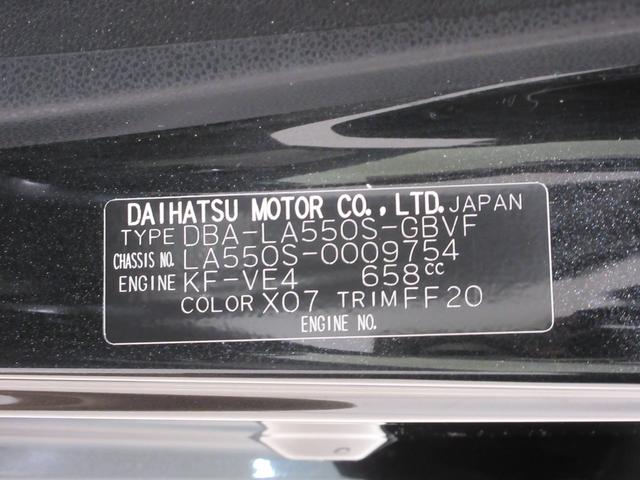 DAIHATSU MOTOR CO., LTD. JAPAN
TYPE DBA-LA550S-GBVF
CHASSIS NO. LA550S-0009754
ENGINE KF-VE4 658cc
COLOR X07 TRIM FF20
ENGINE NO.